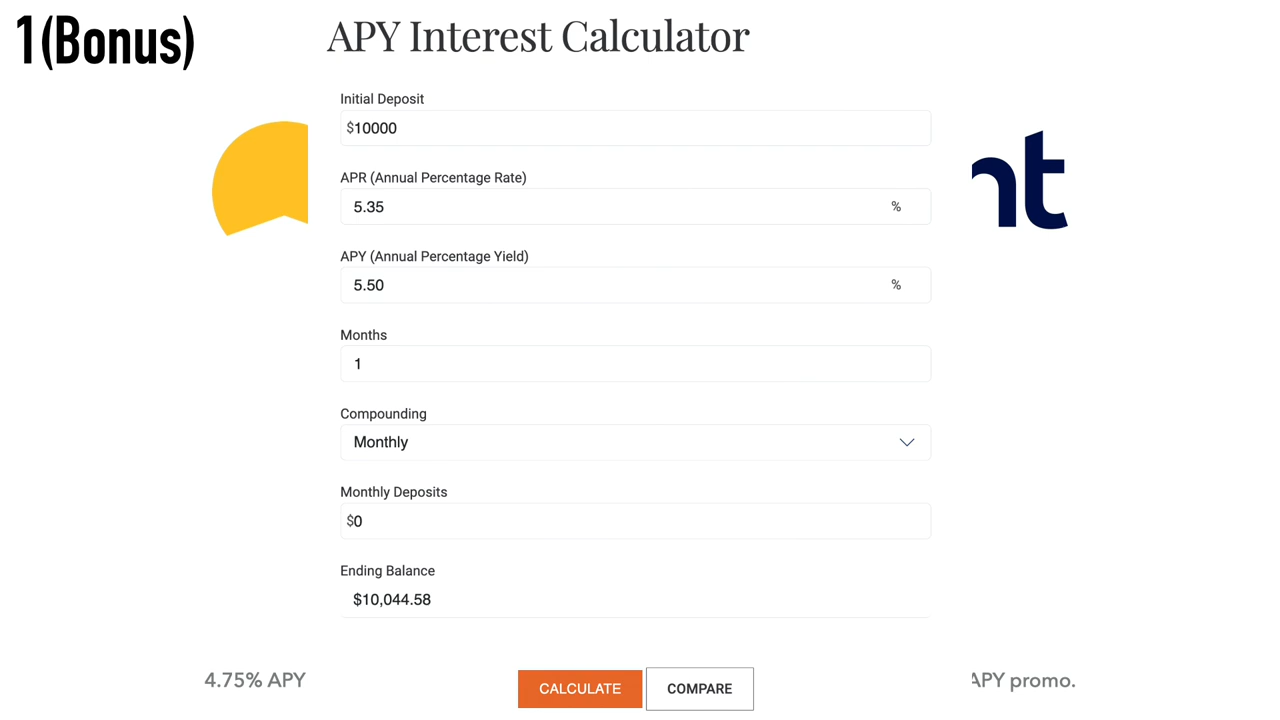 1(Bonus)
APY Interest Calculator
Initial Deposit
$10000
APR (Annual Percentage Rate)
5.35 %
APY (Annual Percentage Yield)
5.50 %
Months
1
Compounding
Monthly
Monthly Deposits
$0
Ending Balance
$10,044.58
4.75% APY
CALCULATE COMPARE
APY promo.
nt